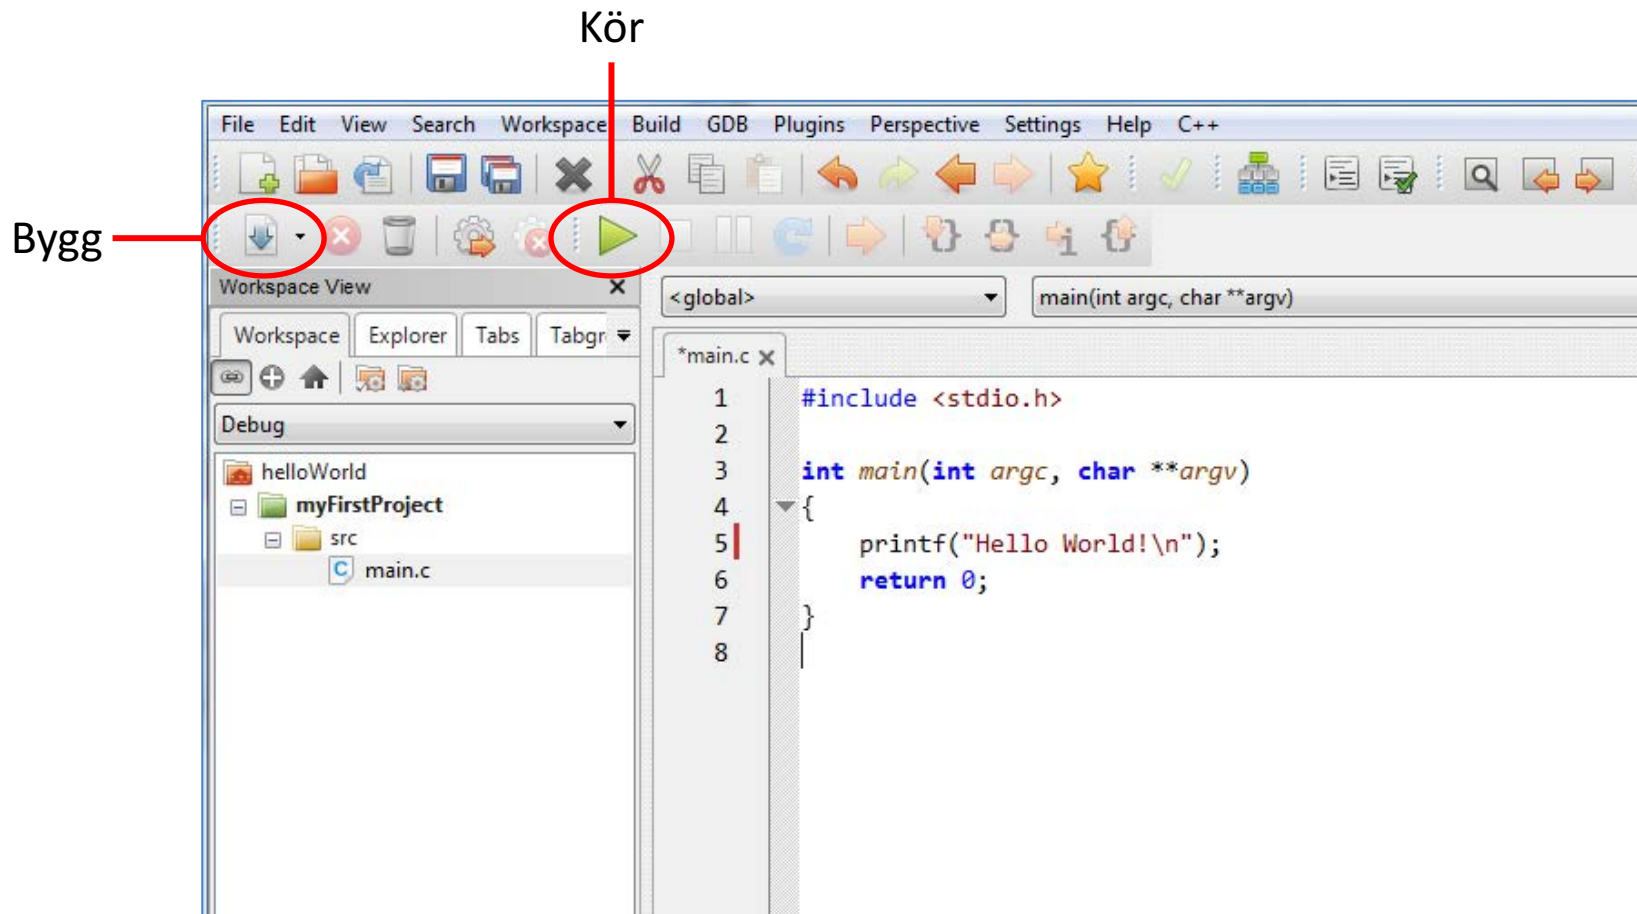 Kör
File Edit View Search Workspace Build GDB Plugins Perspective Settings Help C++
Bygg
Workspace View
<global>
main(int argc, char **argv)
Workspace Explorer Tabs Tabgr
*main.c
Debug
helloWorld
myFirstProject
src
C main.c
1 #include <stdio.h>
2
3 int main(int argc, char **argv)
4 {
5 printf("Hello World!\n");
6 return 0;
7 }
8